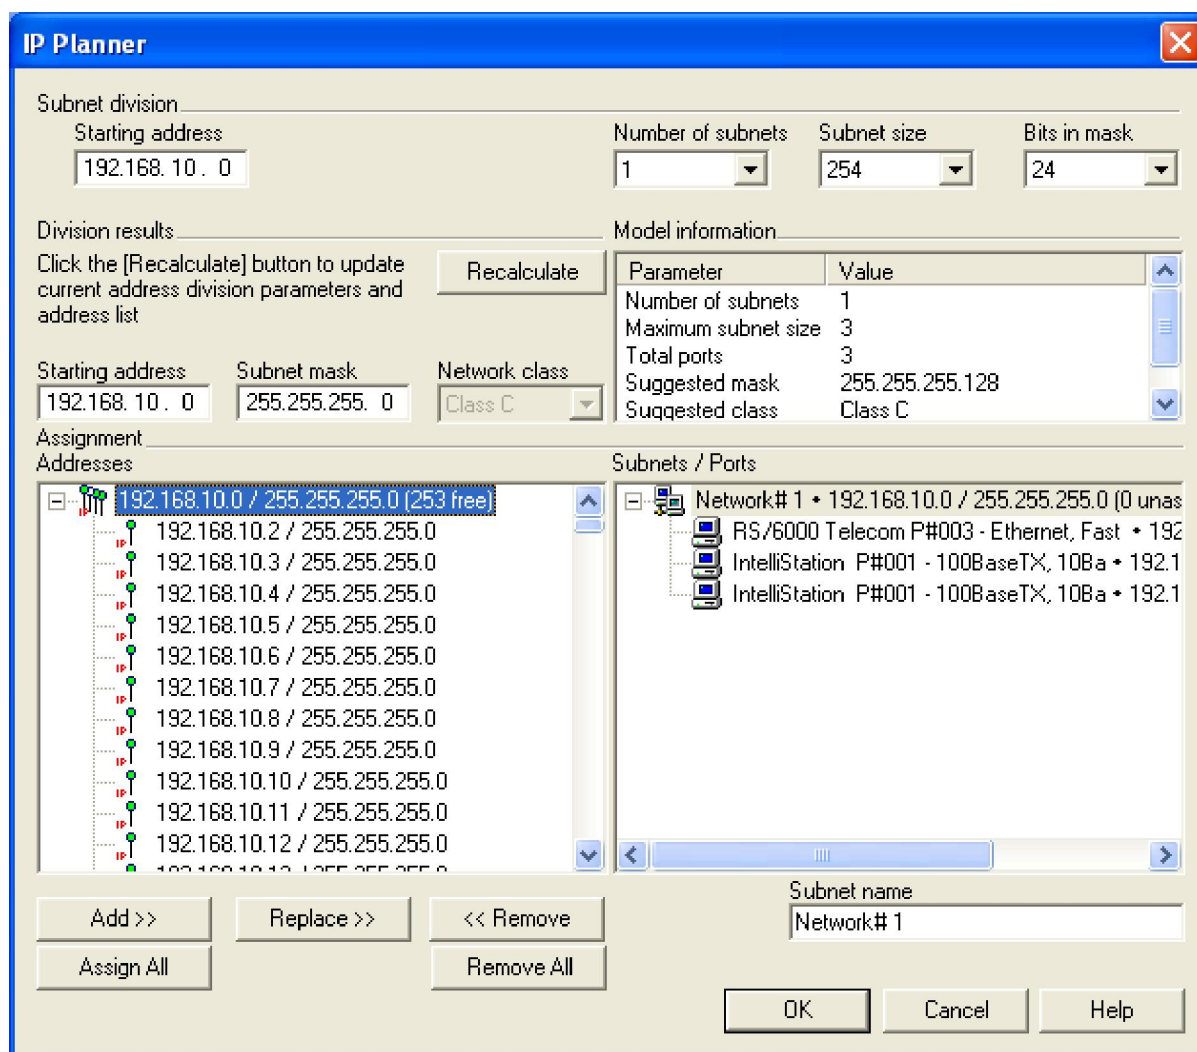 IP Planner
Subnet division
Starting address
192.168. 10 . 0
Number of subnets
1
Subnet size
254
Bits in mask
24
Division results
Click the [Recalculate] button to update
current address division parameters and
address list
Recalculate
Starting address
192.168. 10 . 0
Subnet mask
255.255.255. 0
Network class
Class C
Model information
Parameter Value
Number of subnets 1
Maximum subnet size 3
Total ports 3
Suggested mask 255.255.255.128
Suggested class Class C
Assignment
Addresses
192.168.10.0 / 255.255.255.0 (253 free)
IP 192.168.10.2 / 255.255.255.0
IP 192.168.10.3 / 255.255.255.0
IP 192.168.10.4 / 255.255.255.0
IP 192.168.10.5 / 255.255.255.0
IP 192.168.10.6 / 255.255.255.0
IP 192.168.10.7 / 255.255.255.0
IP 192.168.10.8 / 255.255.255.0
IP 192.168.10.9 / 255.255.255.0
IP 192.168.10.10 / 255.255.255.0
IP 192.168.10.11 / 255.255.255.0
IP 192.168.10.12 / 255.255.255.0
Subnets / Ports
Network# 1 • 192.168.10.0 / 255.255.255.0 (0 unas
RS/6000 Telecom P#003 - Ethernet, Fast • 192
IntelliStation P#001 - 100BaseTX, 10Ba • 192.1
IntelliStation P#001 - 100BaseTX, 10Ba • 192.1
Add >>
Replace >>
<< Remove
Assign All
Remove All
Subnet name
Network# 1
OK
Cancel
Help